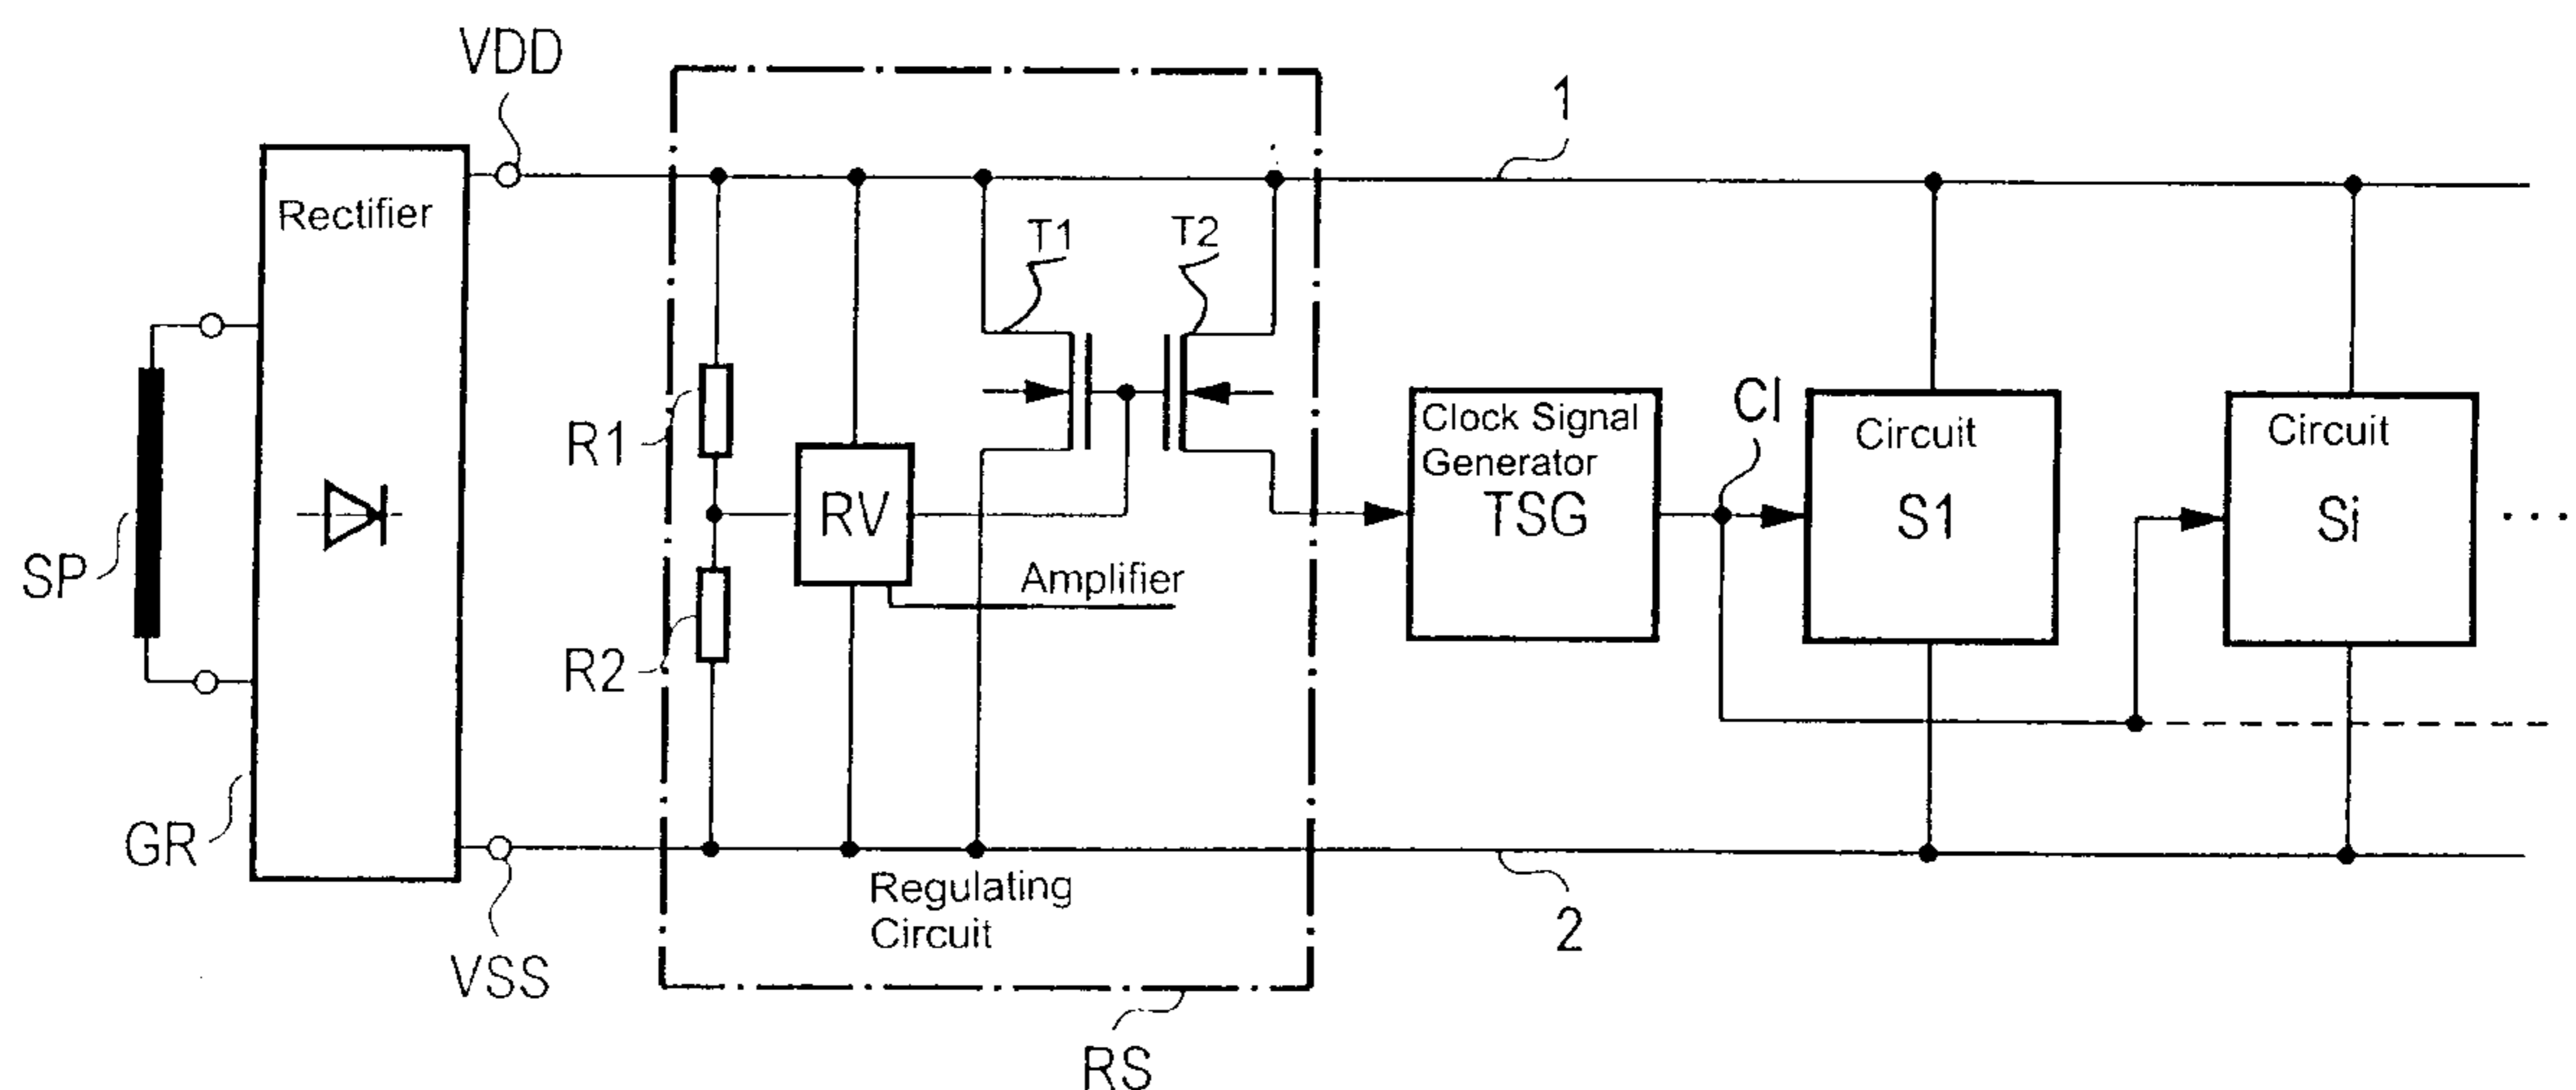 VDD
1
Rectifier
T1
T2
R1
Clock Signal
Generator
TSG
Cl
Circuit
S1
Circuit
Si
...
RV
SP
Amplifier
R2
GR
Regulating
Circuit
2
VSS
RS